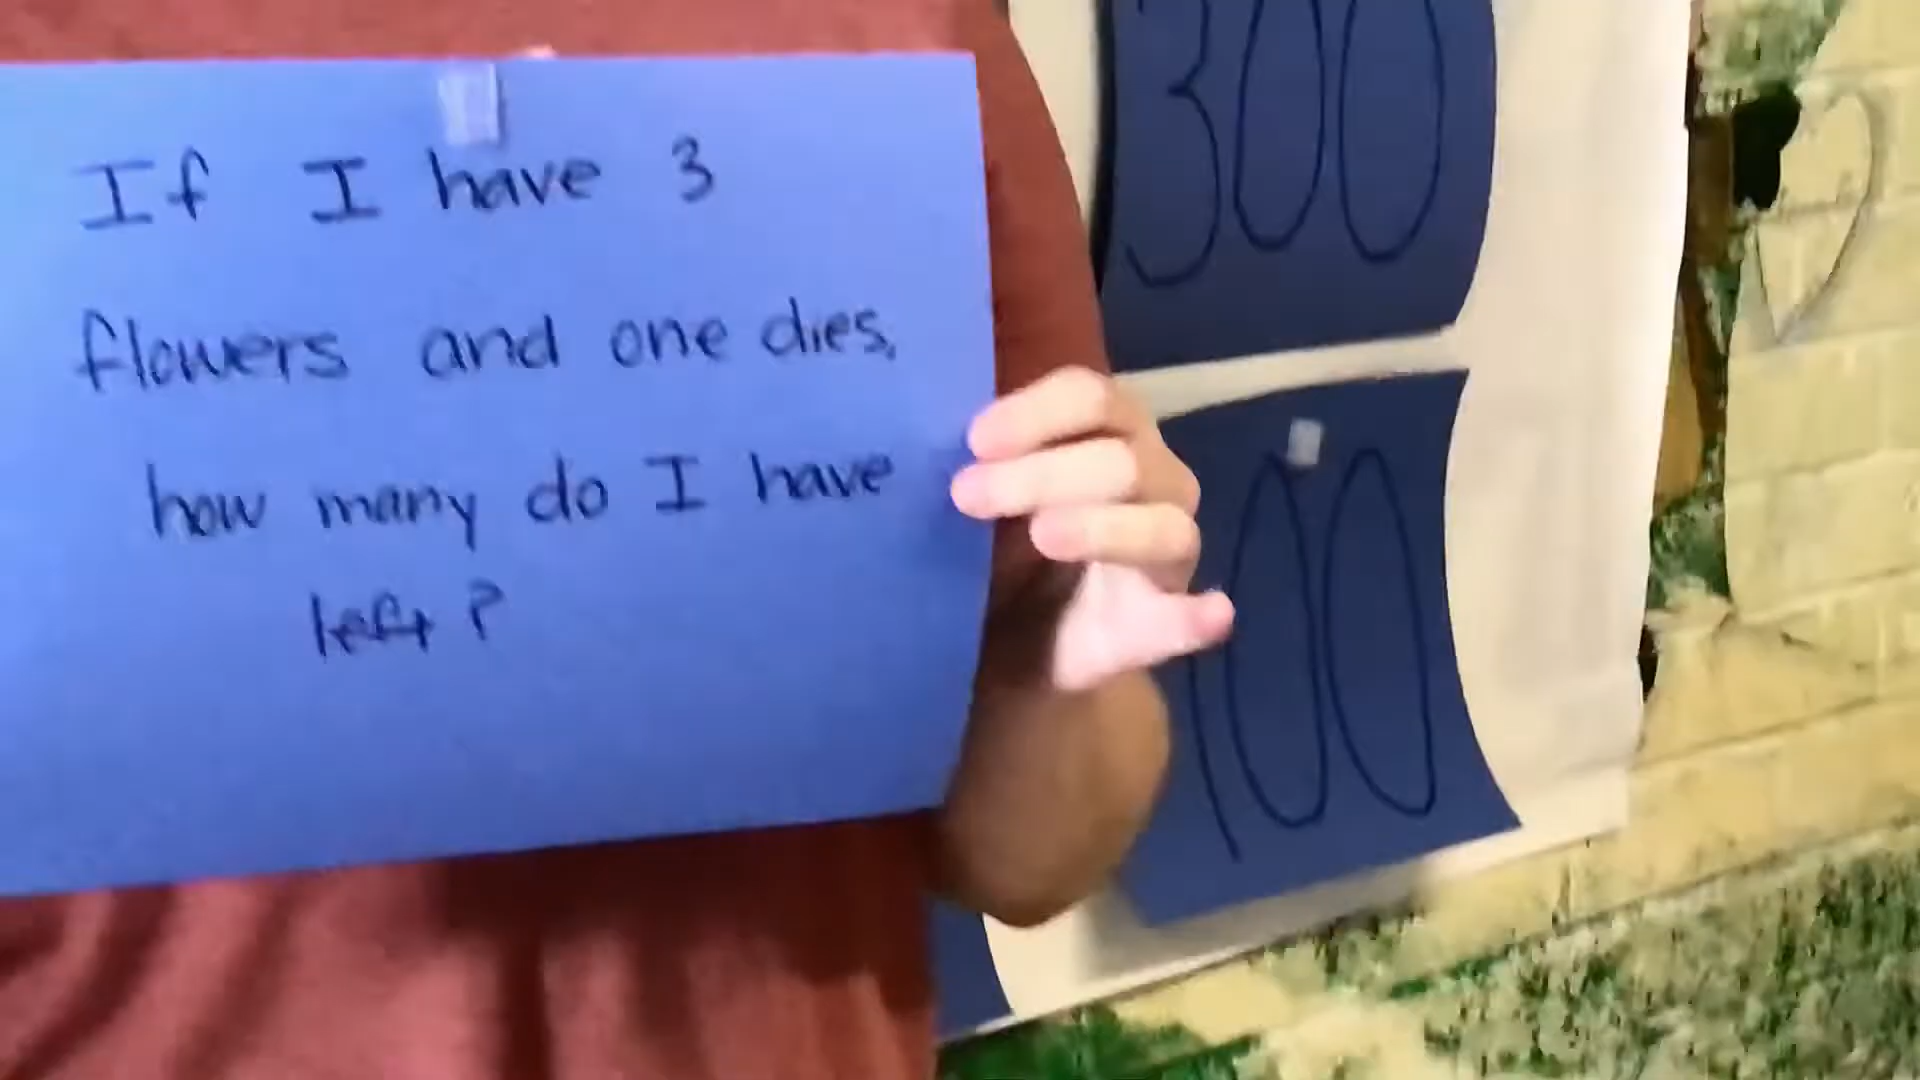 If I have 3
flowers and one dies,
how many do I have
left?
300
100